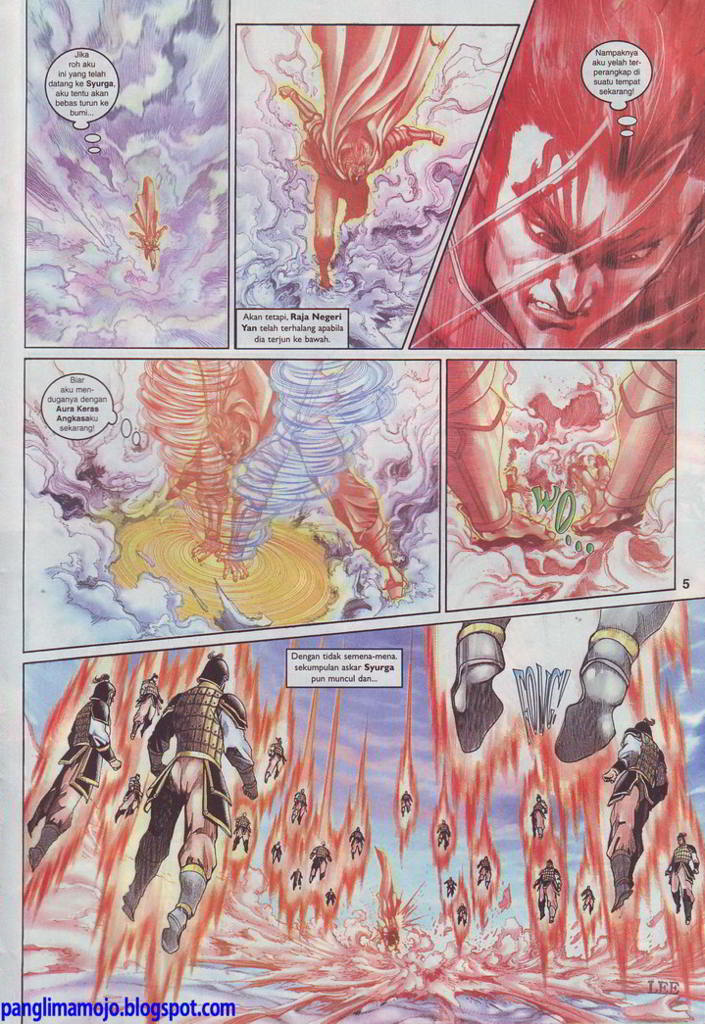 Jika
roh aku
ini yang telah
datang ke Syurga,
aku tentu akan
bebas turun ke
bumi...
Akan tetapi, Raja Negeri
Yan telah terhalang apabila
dia terjun ke bawah.
Nampaknya
aku yelah ter-
perangkap di
suatu tempat
sekarang!
Biar
aku men-
duganya dengan
Aura Keras
Angkasaku
sekarang!
WO...
5
Dengan tidak semena-mena.
sekumpulan askar Syurga
pun muncul dan...
LEE
panglimamojo.blogspot.com